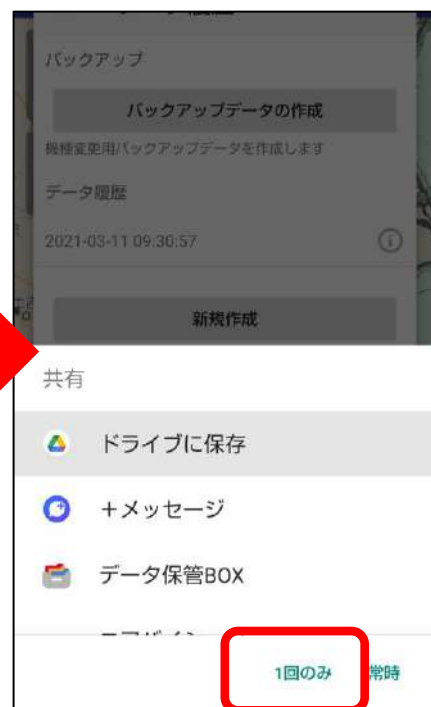 バックアップ
バックアップデータの作成
機種変更用バックアップデータを作成します
データ履歴
2021-03-11 09:30:57
新規作成
共有
ドライブに保存
+メッセージ
データ保管BOX
1回のみ 常時